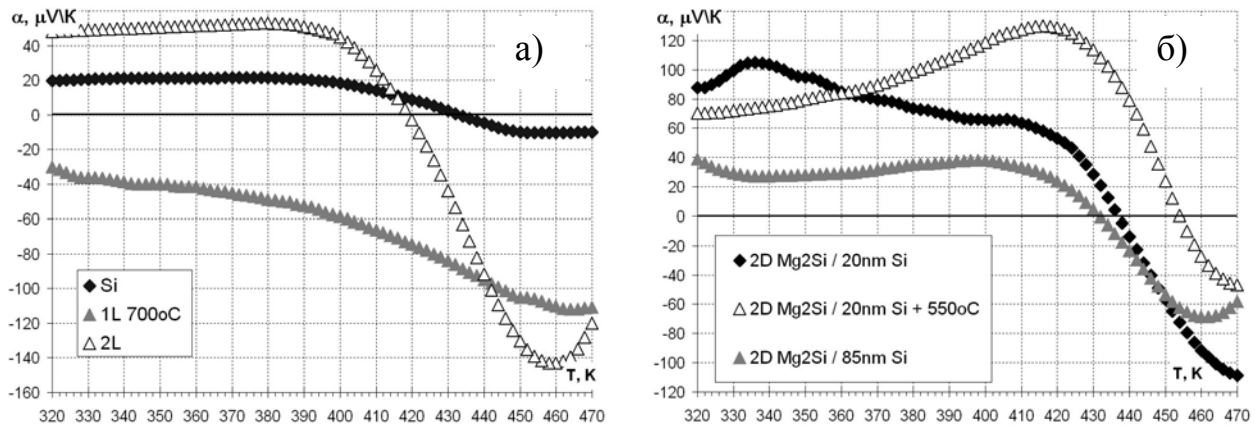 α, μV\K
а)
40
20
0
-20
-40
-60
-80
-100
-120
-140
-160
Si
1L 700oC
2L
T, K
320 330 340 350 360 370 380 390 400 410 420 430 440 450 460 470
α, μV\K
б)
120
100
80
60
40
20
0
-20
-40
-60
-80
-100
-120
2D Mg2Si / 20nm Si
2D Mg2Si / 20nm Si + 550oC
2D Mg2Si / 85nm Si
T, K
320 330 340 350 360 370 380 390 400 410 420 430 440 450 460 470